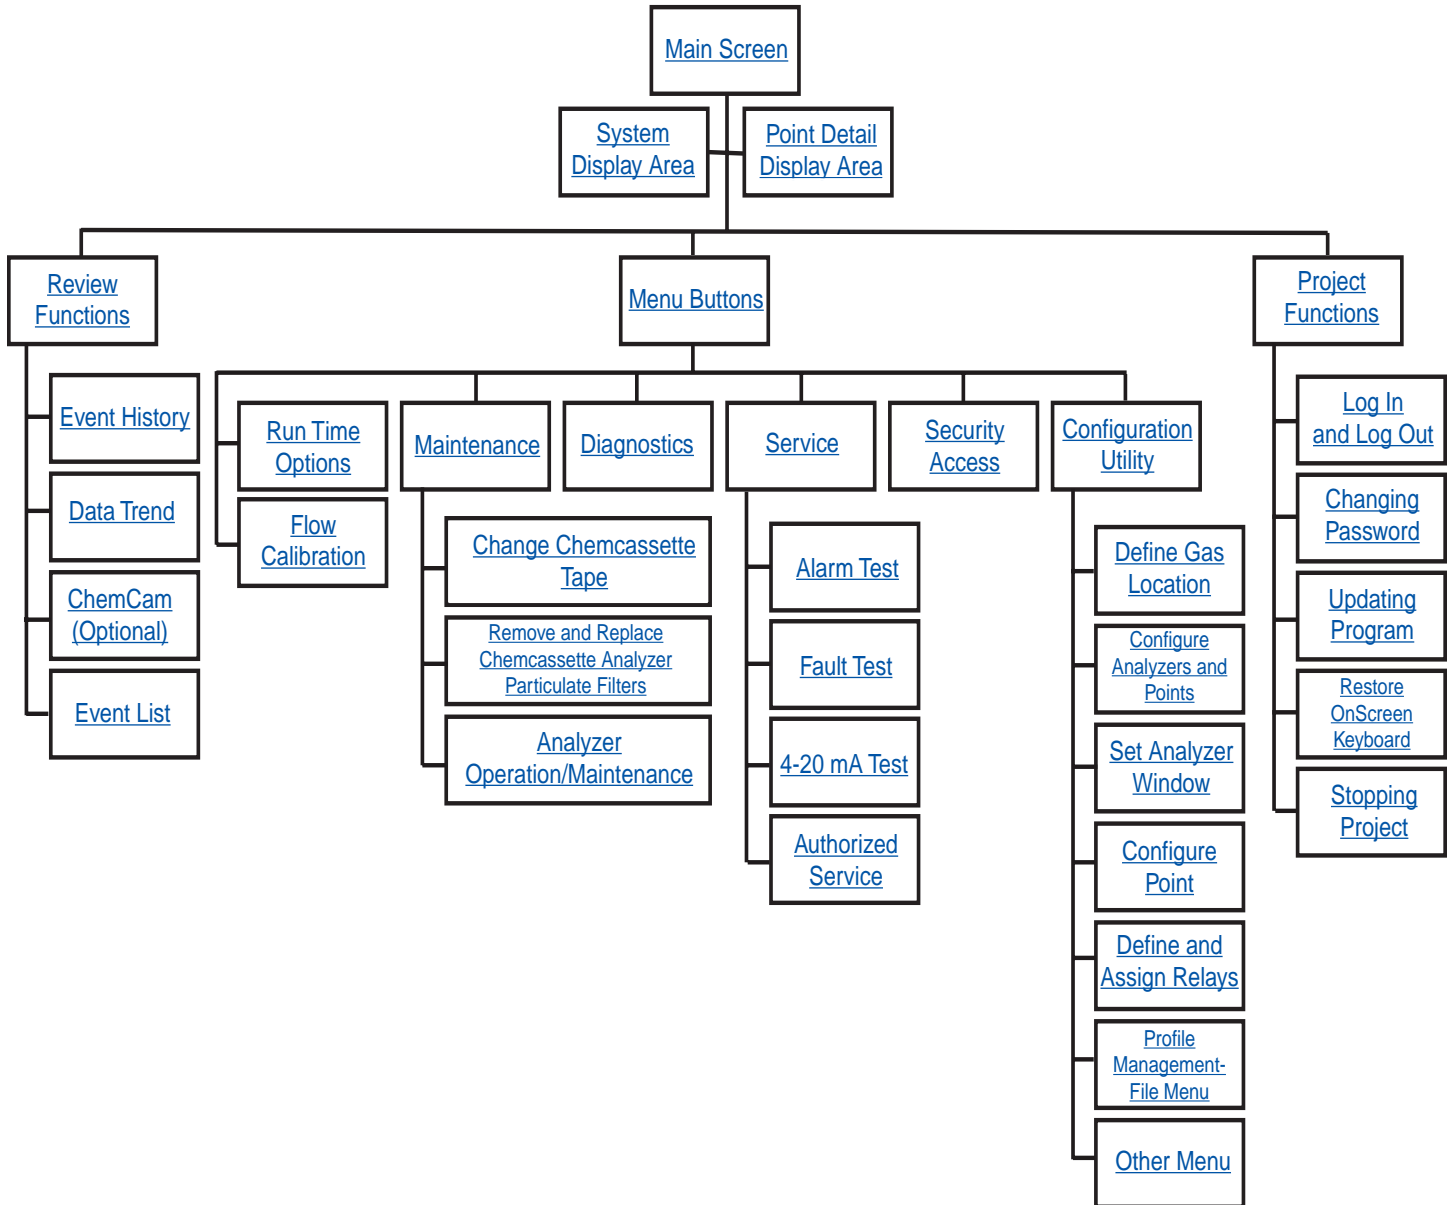 Main Screen
System
Display Area
Point Detail
Display Area
Review
Functions
Menu Buttons
Project
Functions
Event History
Data Trend
ChemCam
(Optional)
Event List
Run Time
Options
Flow
Calibration
Maintenance
Change Chemcassette
Tape
Remove and Replace
Chemcassette Analyzer
Particulate Filters
Analyzer
Operation/Maintenance
Diagnostics
Service
Alarm Test
Fault Test
4-20 mA Test
Authorized
Service
Security
Access
Configuration
Utility
Define Gas
Location
Configure
Analyzers and
Points
Set Analyzer
Window
Configure
Point
Define and
Assign Relays
Profile
Management-
File Menu
Other Menu
Log In
and Log Out
Changing
Password
Updating
Program
Restore
OnScreen
Keyboard
Stopping
Project